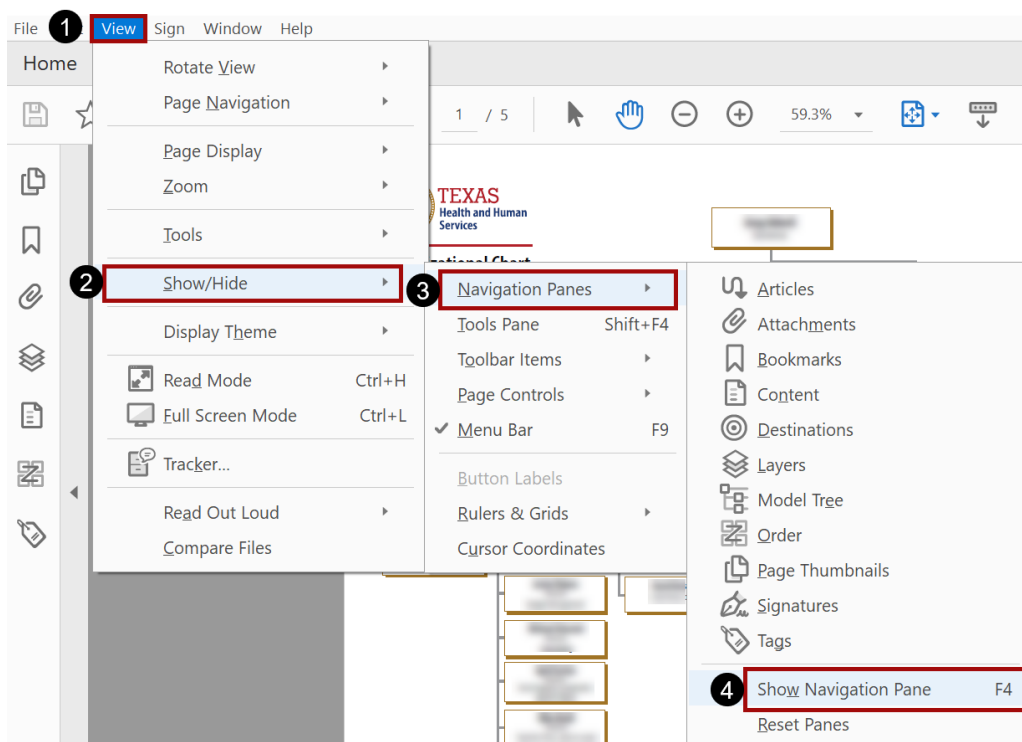 File 1 View Sign Window Help
Home
1 / 5 59.3%
Rotate View
Page Navigation
Page Display
Zoom
Tools
2 Show/Hide
Display Theme
Read Mode Ctrl+H
Full Screen Mode Ctrl+L
Tracker...
Read Out Loud
Compare Files
TEXAS
Health and Human
Services
3 Navigation Panes
Tools Pane Shift+F4
Toolbar Items
Page Controls
Menu Bar F9
Button Labels
Rulers & Grids
Cursor Coordinates
Articles
Attachments
Bookmarks
Content
Destinations
Layers
Model Tree
Order
Page Thumbnails
Signatures
Tags
4 Show Navigation Pane F4
Reset Panes